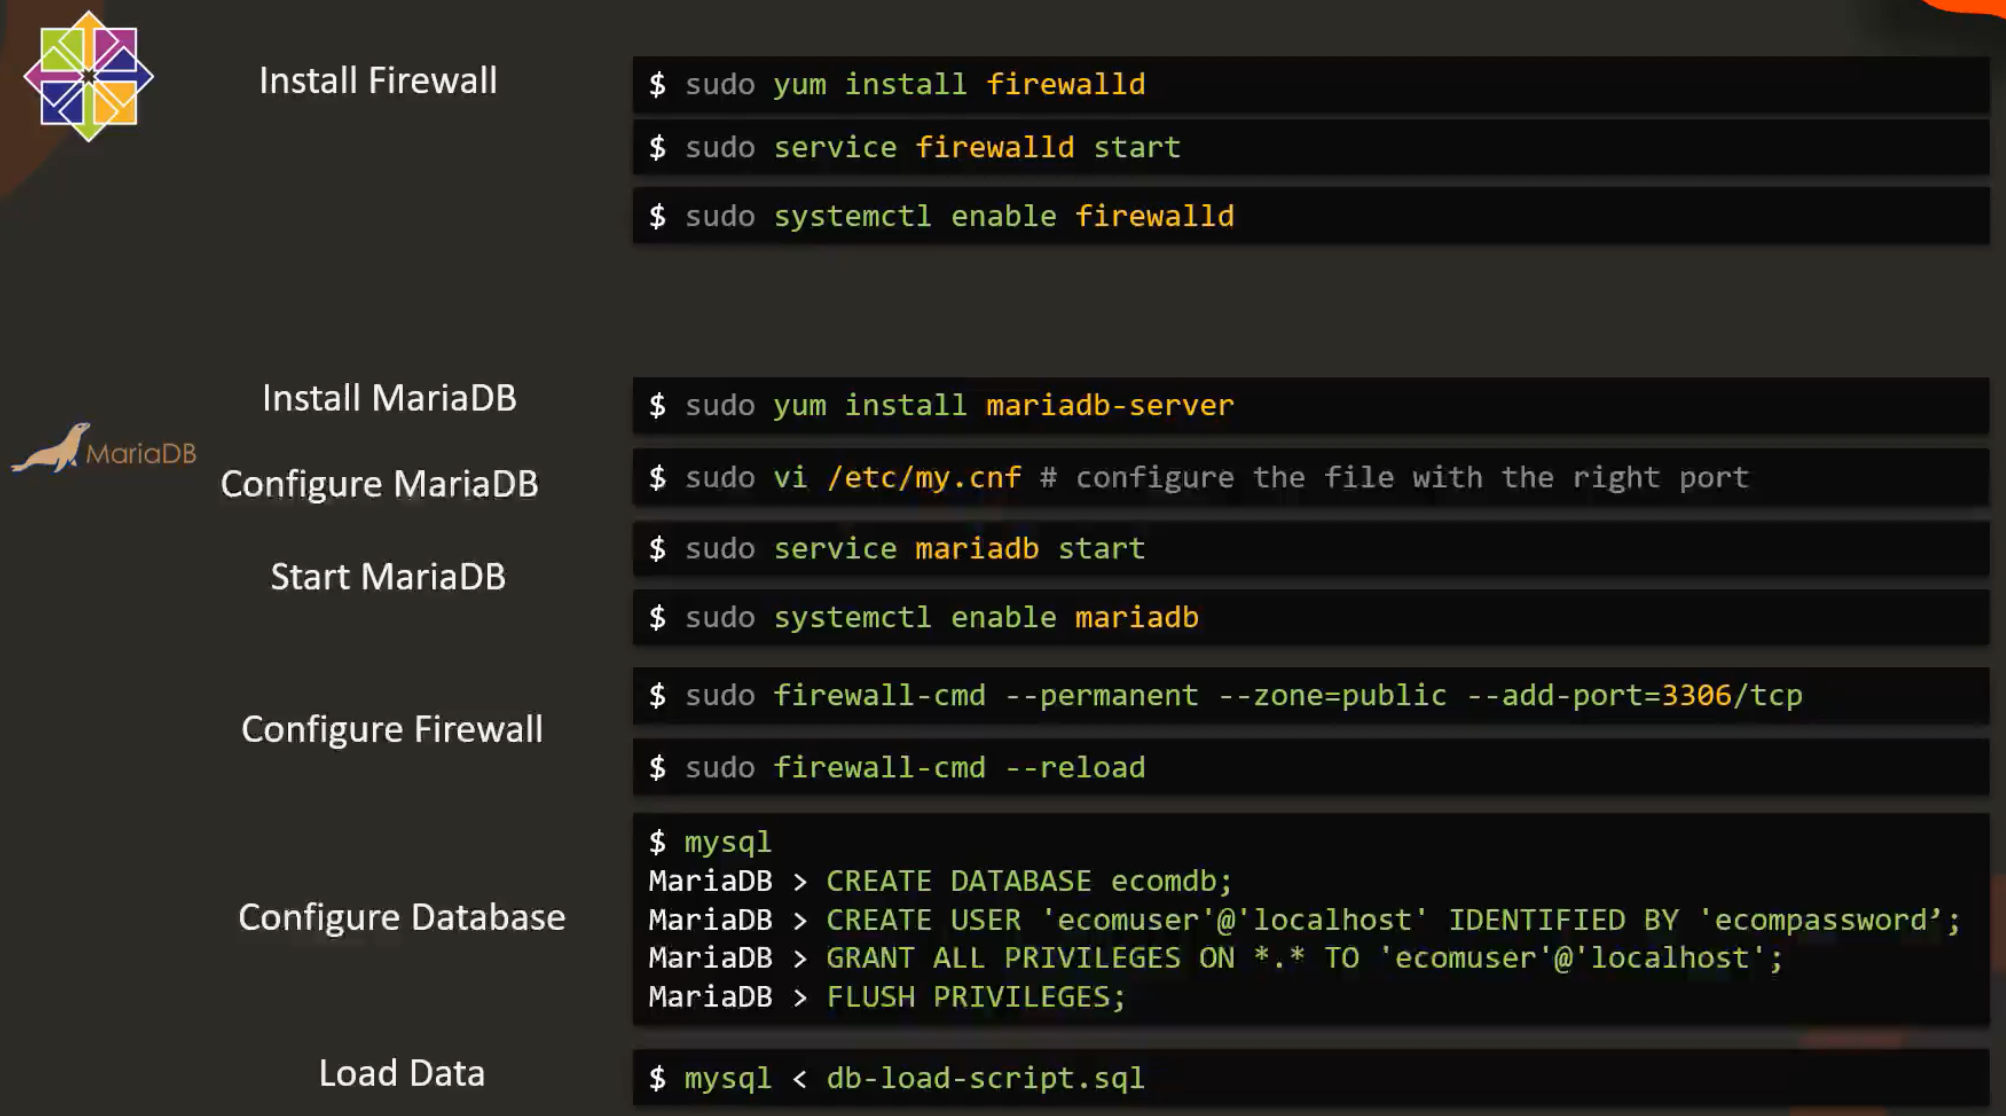 Install Firewall
$ sudo yum install firewalld
$ sudo service firewalld start
$ sudo systemctl enable firewalld
Install MariaDB
$ sudo yum install mariadb-server
MariaDB
Configure MariaDB
$ sudo vi /etc/my.cnf # configure the file with the right port
Start MariaDB
$ sudo service mariadb start
$ sudo systemctl enable mariadb
Configure Firewall
$ sudo firewall-cmd --permanent --zone=public --add-port=3306/tcp
$ sudo firewall-cmd --reload
Configure Database
$ mysql
MariaDB > CREATE DATABASE ecomdb;
MariaDB > CREATE USER 'ecomuser'@'localhost' IDENTIFIED BY 'ecompassword’;
MariaDB > GRANT ALL PRIVILEGES ON *.* TO 'ecomuser'@'localhost';
MariaDB > FLUSH PRIVILEGES;
Load Data
$ mysql < db-load-script.sql